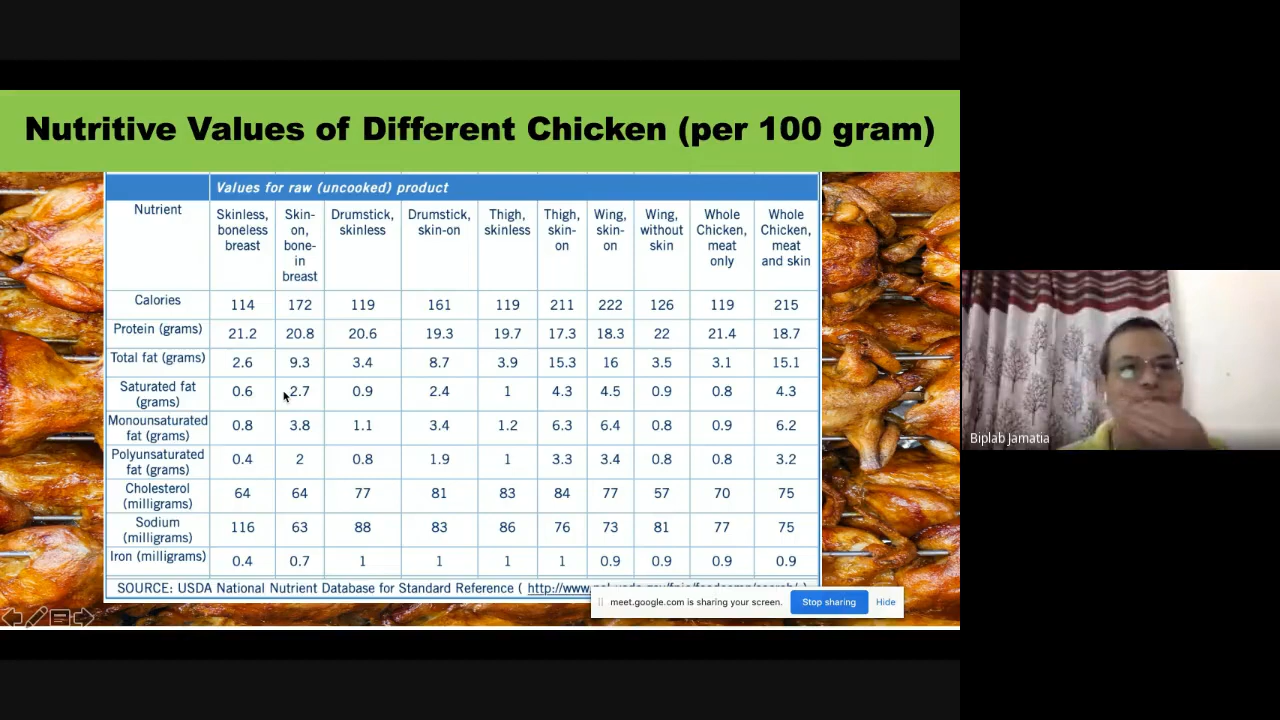 Nutritive Values of Different Chicken (per 100 gram)
Nutrient Values for raw (uncooked) product
Skinless, boneless breast Skin-on, bone-in breast Drumstick, skinless Drumstick, skin-on Thigh, skinless Thigh, skin-on Wing, skin-on Wing, without skin Whole Chicken, meat only Whole Chicken, meat and skin
Calories 114 172 119 161 119 211 222 126 119 215
Protein (grams) 21.2 20.8 20.6 19.3 19.7 17.3 18.3 22 21.4 18.7
Total fat (grams) 2.6 9.3 3.4 8.7 3.9 15.3 16 3.5 3.1 15.1
Saturated fat (grams) 0.6 2.7 0.9 2.4 1 4.3 4.5 0.9 0.8 4.3
Monounsaturated fat (grams) 0.8 3.8 1.1 3.4 1.2 6.3 6.4 0.8 0.9 6.2
Polyunsaturated fat (grams) 0.4 2 0.8 1.9 1 3.3 3.4 0.8 0.8 3.2
Cholesterol (milligrams) 64 64 77 81 83 84 77 57 70 75
Sodium (milligrams) 116 63 88 83 86 76 73 81 77 75
Iron (milligrams) 0.4 0.7 1 1 1 1 0.9 0.9 0.9 0.9
SOURCE: USDA National Nutrient Database for Standard Reference ( http://www.
meet.google.com is sharing your screen. Stop sharing Hide
Biplab Jamatia